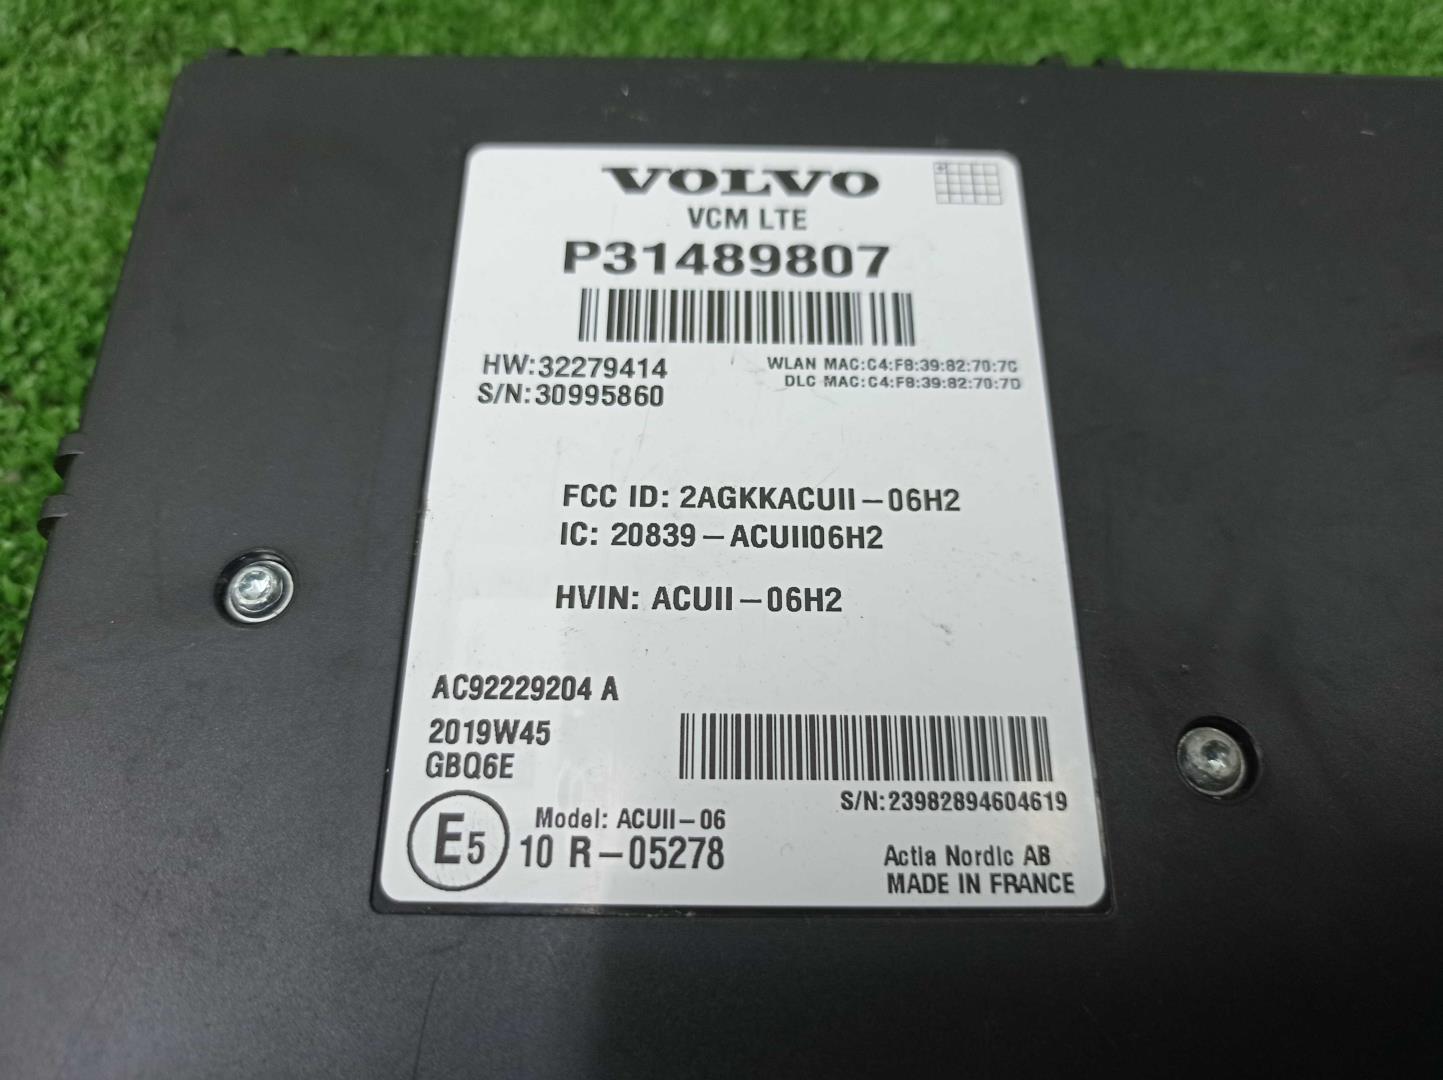 VOLVO
VCM LTE
P31489807
HW:32279414
S/N:30995860
WLAN MAC:C4:F8:39:82:70:7C
DLC MAC:C4:F8:39:82:70:7D
FCC ID: 2AGKKACUII-06H2
IC: 20839-ACUII06H2
HVIN: ACUII-06H2
AC92229204 A
2019W45
GBQ6E
S/N:23982894604619
E5
Model: ACUII-06
10 R-05278
Actia Nordic AB
MADE IN FRANCE